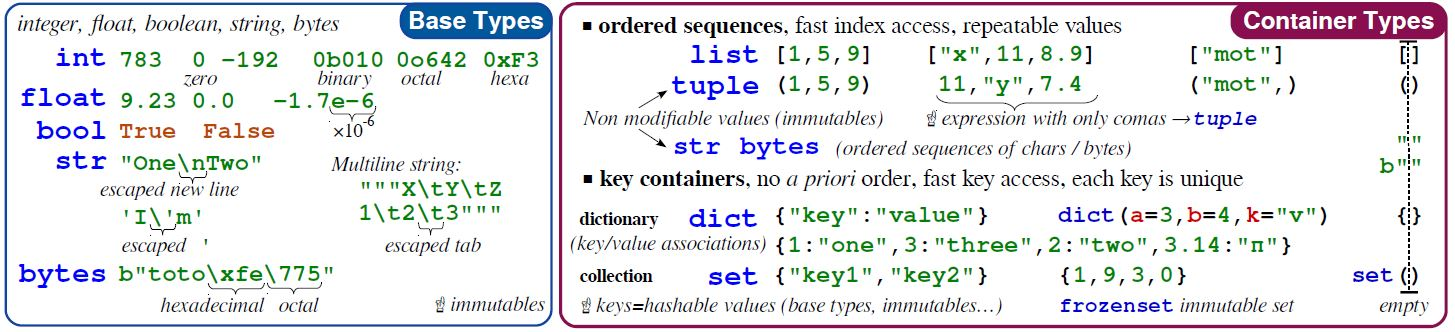 Base Types
integer, float, boolean, string, bytes
int 783 0 -192 0b010 0o642 0xF3
zero binary octal hexa
float 9.23 0.0 -1.7e-6
bool True False ×10-6
str "One\nTwo"
escaped new line
Multiline string:
"""X\tY\tZ
1\t2\t3"""
escaped tab
'I\'m'
escaped '
bytes b"toto\xfe\775"
hexadecimal octal
☝ immutables
Container Types
▪ ordered sequences, fast index access, repeatable values
list [1,5,9] ["x",11,8.9] ["mot"] []
tuple (1,5,9) 11,"y",7.4 ("mot",) ()
Non modifiable values (immutables) ☝ expression with only comas →tuple
str bytes (ordered sequences of chars / bytes)
""
b""
▪ key containers, no a priori order, fast key access, each key is unique
dictionary dict {"key":"value"} dict(a=3,b=4,k="v") {}
(key/value associations) {1:"one",3:"three",2:"two",3.14:"π"}
collection set {"key1","key2"} {1,9,3,0} set()
☝ keys=hashable values (base types, immutables…) frozenset immutable set empty